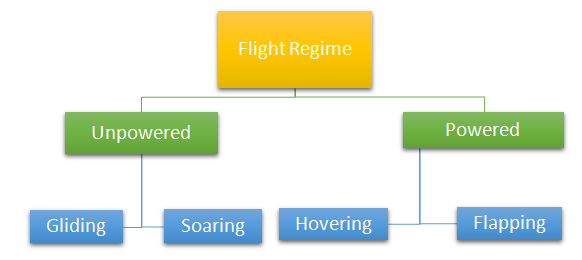 Flight Regime
Unpowered
Powered
Gliding
Soaring
Hovering
Flapping